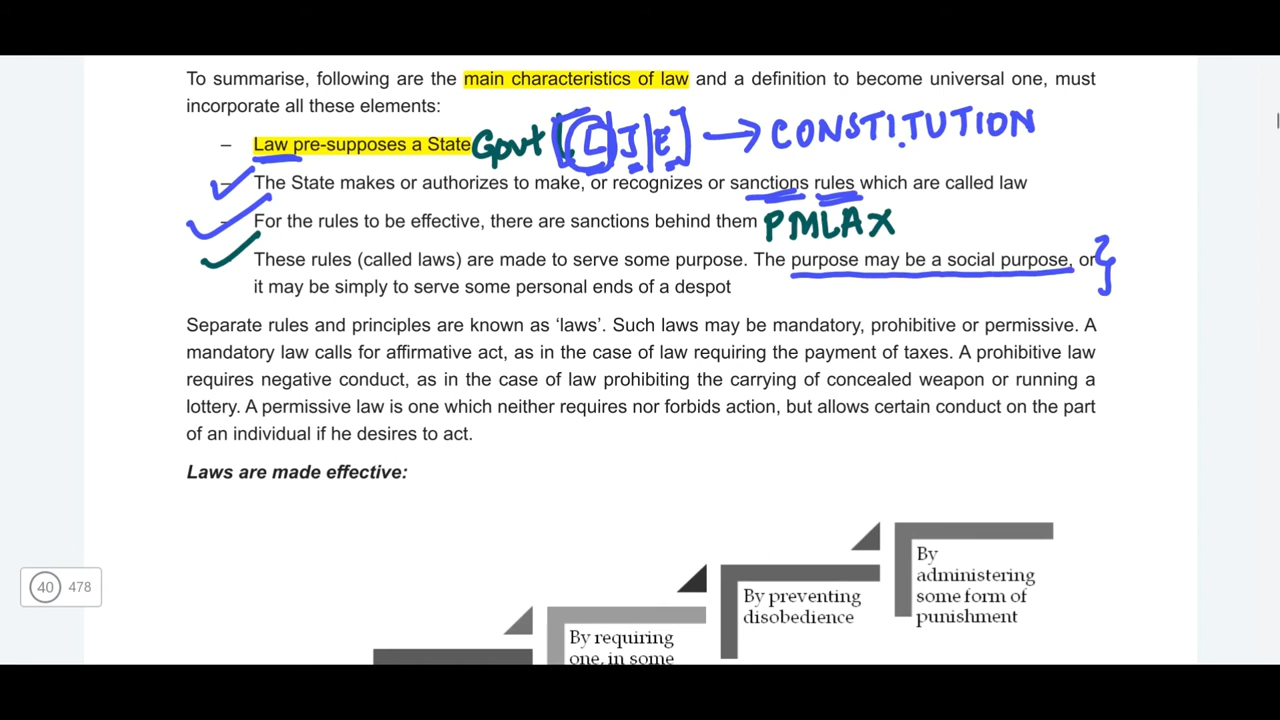 To summarise, following are the main characteristics of law and a definition to become universal one, must
incorporate all these elements:
– Law pre-supposes a State Govt [L|J|E] → CONSTITUTION
The State makes or authorizes to make, or recognizes or sanctions rules which are called law
– For the rules to be effective, there are sanctions behind them PMLAX
These rules (called laws) are made to serve some purpose. The purpose may be a social purpose, or }
it may be simply to serve some personal ends of a despot
Separate rules and principles are known as ‘laws’. Such laws may be mandatory, prohibitive or permissive. A
mandatory law calls for affirmative act, as in the case of law requiring the payment of taxes. A prohibitive law
requires negative conduct, as in the case of law prohibiting the carrying of concealed weapon or running a
lottery. A permissive law is one which neither requires nor forbids action, but allows certain conduct on the part
of an individual if he desires to act.
Laws are made effective:
By
administering
some form of
punishment
By preventing
disobedience
By requiring
one, in some
40 478